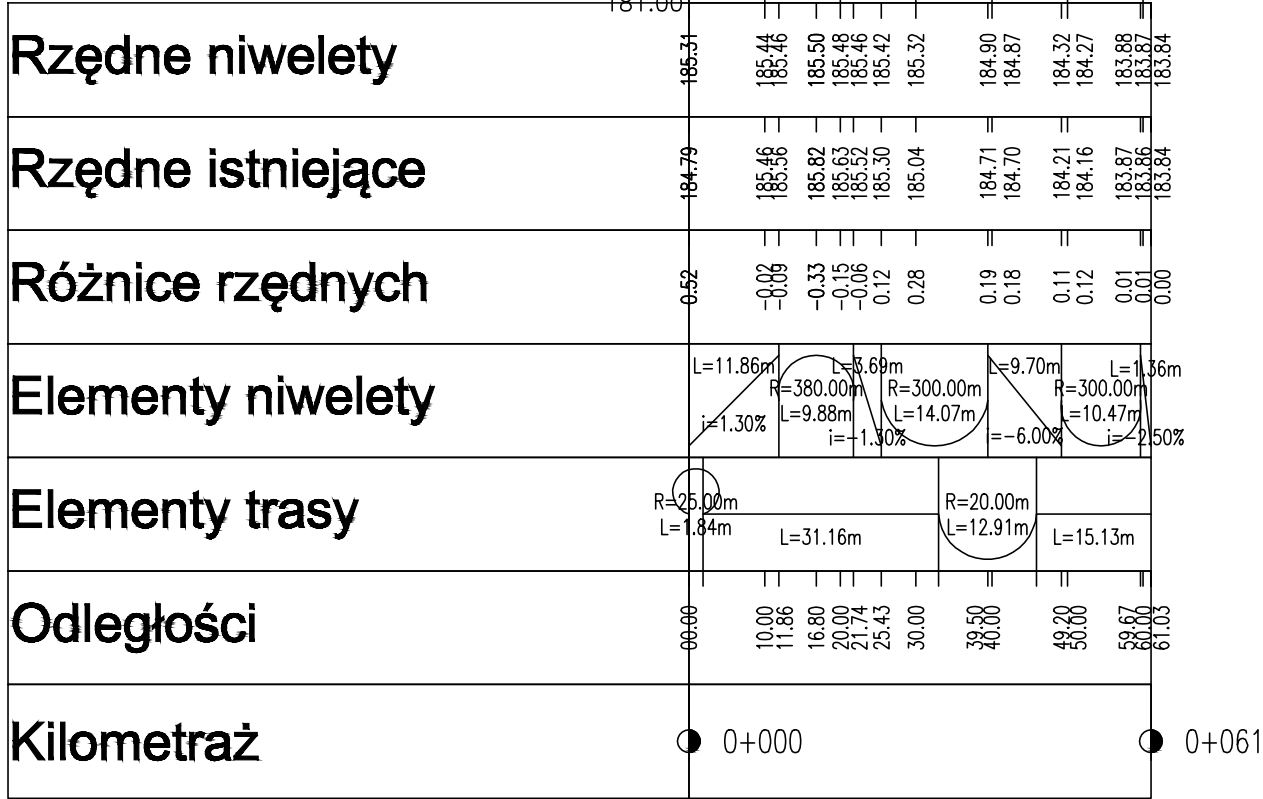 181.00
Rzędne niwelety 185.31 185.44 185.46 185.50 185.48 185.46 185.42 185.32 184.90 184.87 184.32 184.27 183.88 183.87 183.84
Rzędne istniejące 184.79 185.46 185.56 185.82 185.63 185.52 185.30 185.04 184.71 184.70 184.21 184.16 183.87 183.86 183.84
Różnice rzędnych 0.52 -0.02 -0.09 -0.33 -0.15 -0.06 0.12 0.28 0.19 0.18 0.11 0.12 0.01 0.01 0.00
Elementy niwelety
L=11.86m L=3.69m L=9.70m L=1.36m
R=380.00m R=300.00m R=300.00m
L=9.88m L=14.07m L=10.47m
i=1.30% i=-1.30% i=-6.00% i=-2.50%
Elementy trasy
R=25.00m R=20.00m
L=1.84m L=12.91m
L=31.16m L=15.13m
Odległości 00.00 10.00 11.86 16.80 20.00 21.74 25.43 30.00 39.50 40.00 49.20 50.00 59.67 60.00 61.03
Kilometraż 0+000 0+061